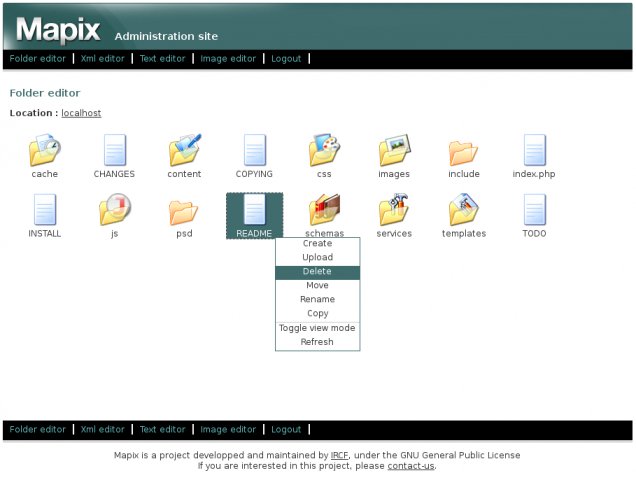 Mapix Administration site
Folder editor | Xml editor | Text editor | Image editor | Logout |
Folder editor
Location : localhost
cache CHANGES content COPYING css images include index.php
INSTALL js psd README schemas services templates TODO
Create
Upload
Delete
Move
Rename
Copy
Toggle view mode
Refresh
Folder editor | Xml editor | Text editor | Image editor | Logout |
Mapix is a project developped and maintained by IRCF, under the GNU General Public License
If you are interested in this project, please contact-us.